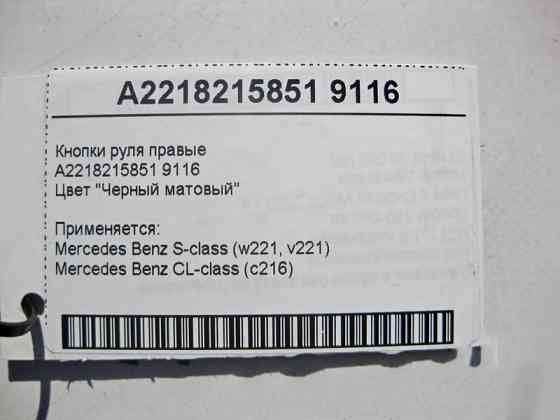 A2218215851 9116
Кнопки руля правые
A2218215851 9116
Цвет "Черный матовый"
Применяется:
Mercedes Benz S-class (w221, v221)
Mercedes Benz CL-class (c216)